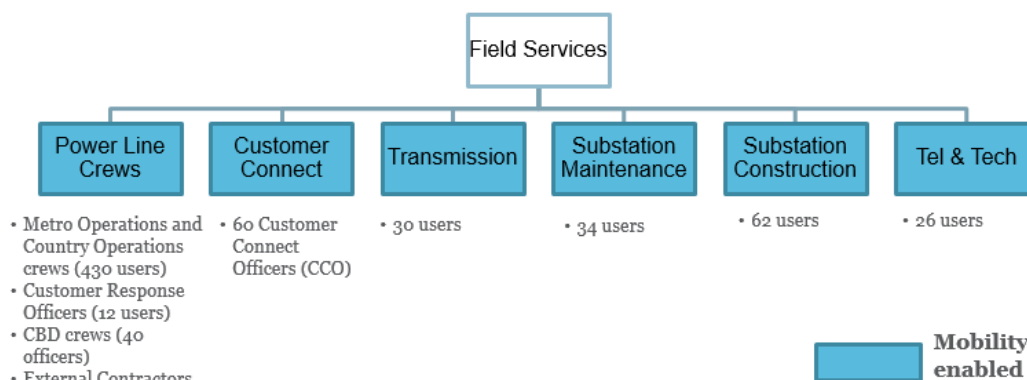 Field Services
Power Line
Crews
Customer
Connect
Transmission
Substation
Maintenance
Substation
Construction
Tel & Tech
• Metro Operations and
Country Operations
crews (430 users)
• Customer Response
Officers (12 users)
• CBD crews (40
officers)
• External Contractors
• 60 Customer
Connect
Officers (CCO)
• 30 users
• 34 users
• 62 users
• 26 users
Mobility
enabled